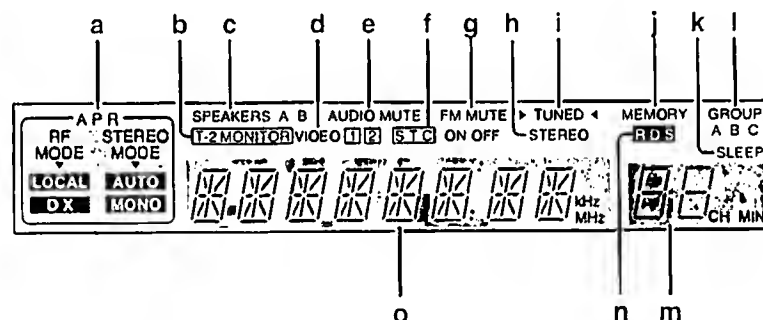 a b c d e f g h i j k l
A P R SPEAKERS A B AUDIO MUTE FM MUTE ▶ TUNED ◀ MEMORY GROUP
RF STEREO T-2 MONITOR VIDEO 1 2 STC ON OFF STEREO RDS A B C
MODE MODE SLEEP
LOCAL AUTO kHz
DX MONO MHz CH MIN
o n m